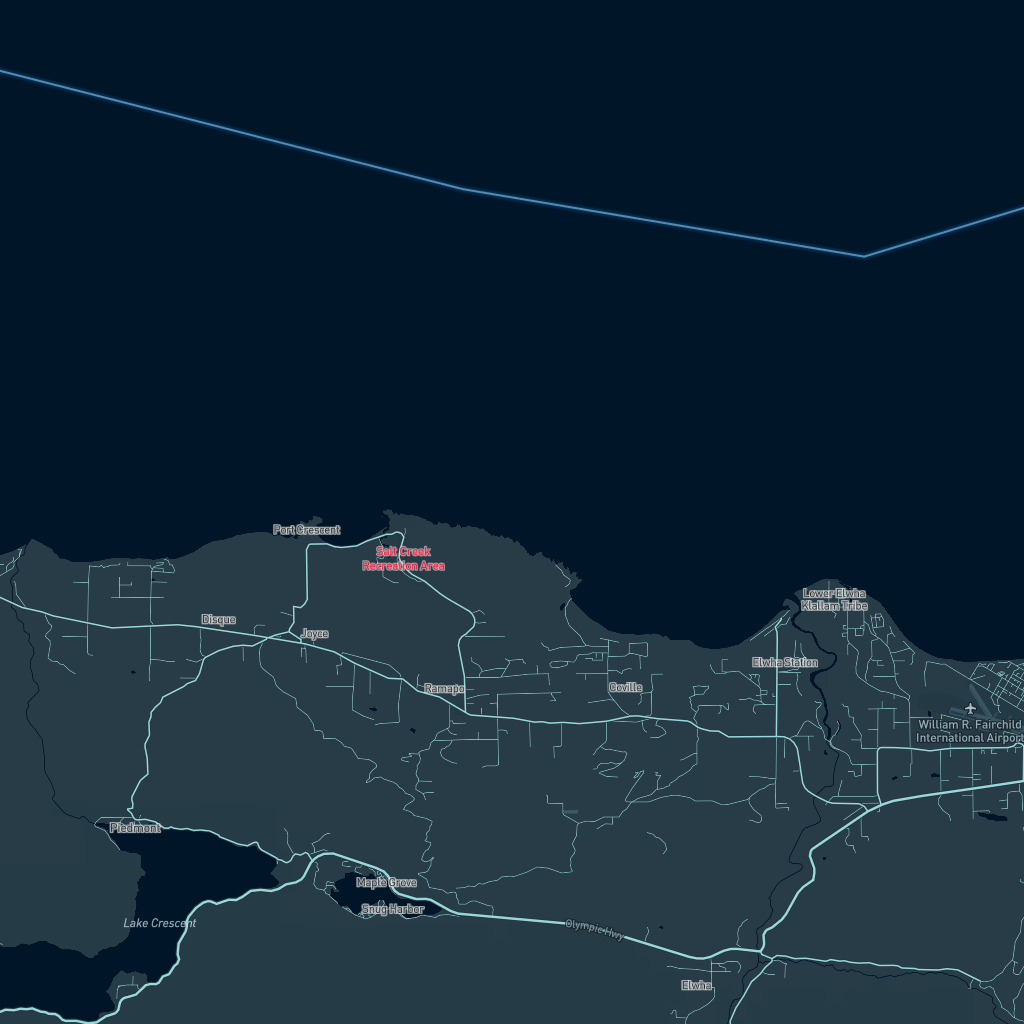 Port Crescent
Salt Creek
Recreation Area
Lower Elwha
Klallam Tribe
Disque
Joyce
Elwha Station
Ramapo
Coville
William R. Fairchild
International Airport
Piedmont
Maple Grove
Snug Harbor
Lake Crescent
Olympic Hwy
Elwha